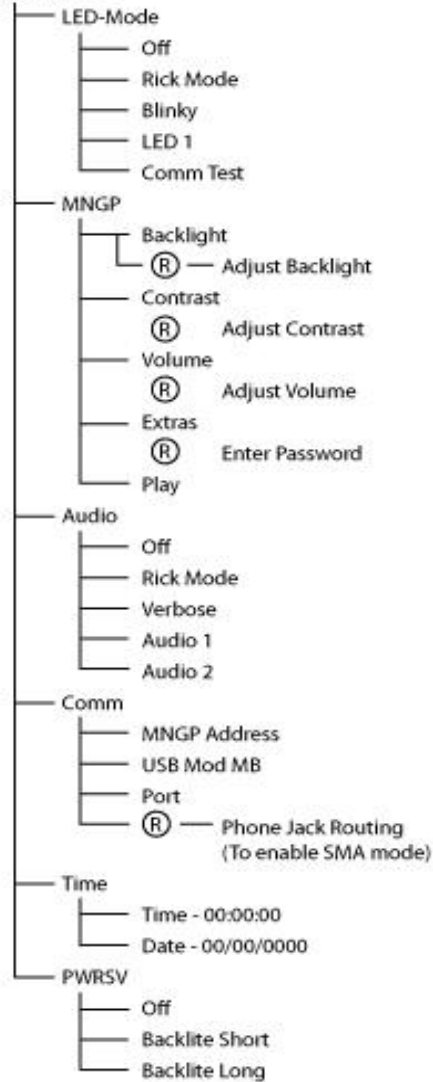 LED-Mode
Off
Rick Mode
Blinky
LED 1
Comm Test
MNGP
Backlight
R Adjust Backlight
Contrast
R Adjust Contrast
Volume
R Adjust Volume
Extras
R Enter Password
Play
Audio
Off
Rick Mode
Verbose
Audio 1
Audio 2
Comm
MNGP Address
USB Mod MB
Port
R Phone Jack Routing
(To enable SMA mode)
Time
Time - 00:00:00
Date - 00/00/0000
PWRSV
Off
Backlite Short
Backlite Long